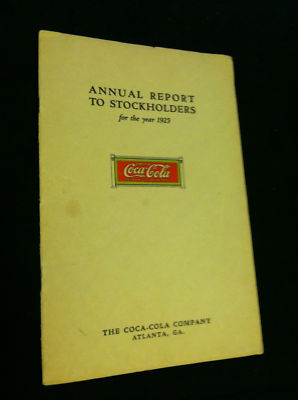 ANNUAL REPORT
TO STOCKHOLDERS
for the year 1925
Coca-Cola
THE COCA-COLA COMPANY
ATLANTA, GA.